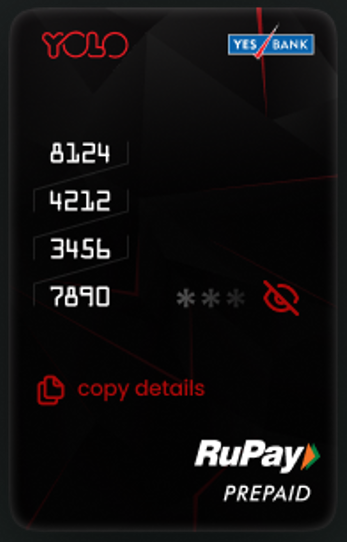 YOLO
YES BANK
8124
4212
3456
7890 ***
copy details
RuPay
PREPAID